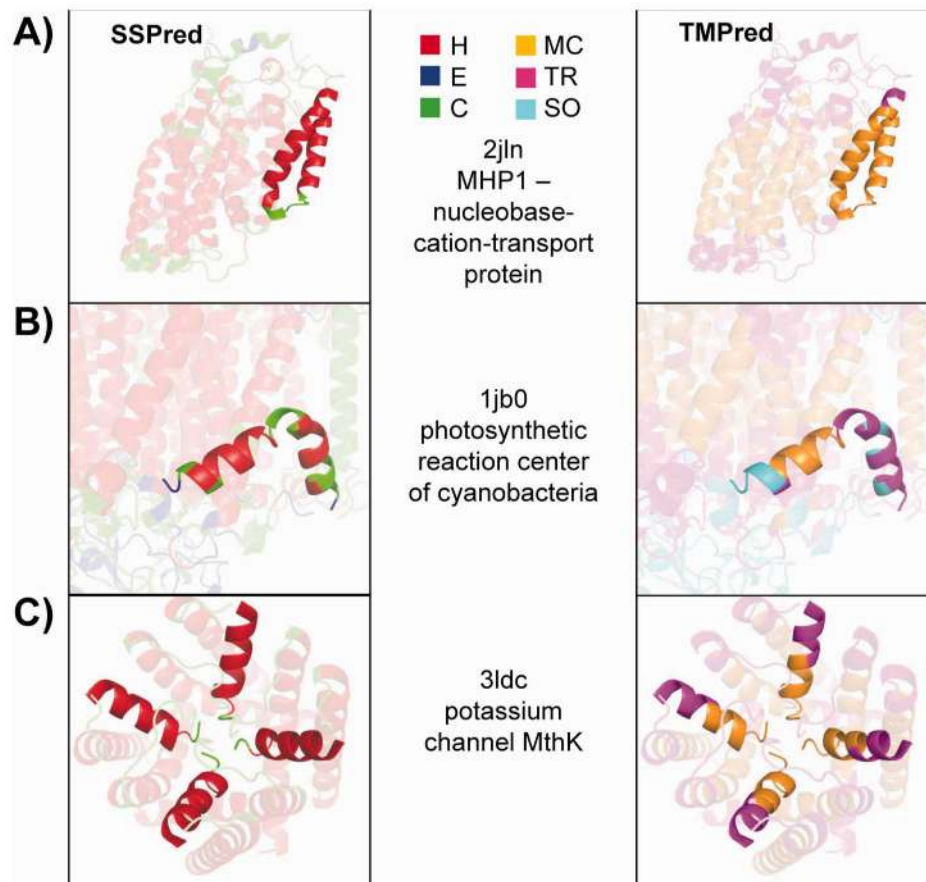 A)
SSPred
H
E
C
MC
TR
SO
TMPred
2jln
MHP1 –
nucleobase-
cation-transport
protein
B)
1jb0
photosynthetic
reaction center
of cyanobacteria
C)
3ldc
potassium
channel MthK